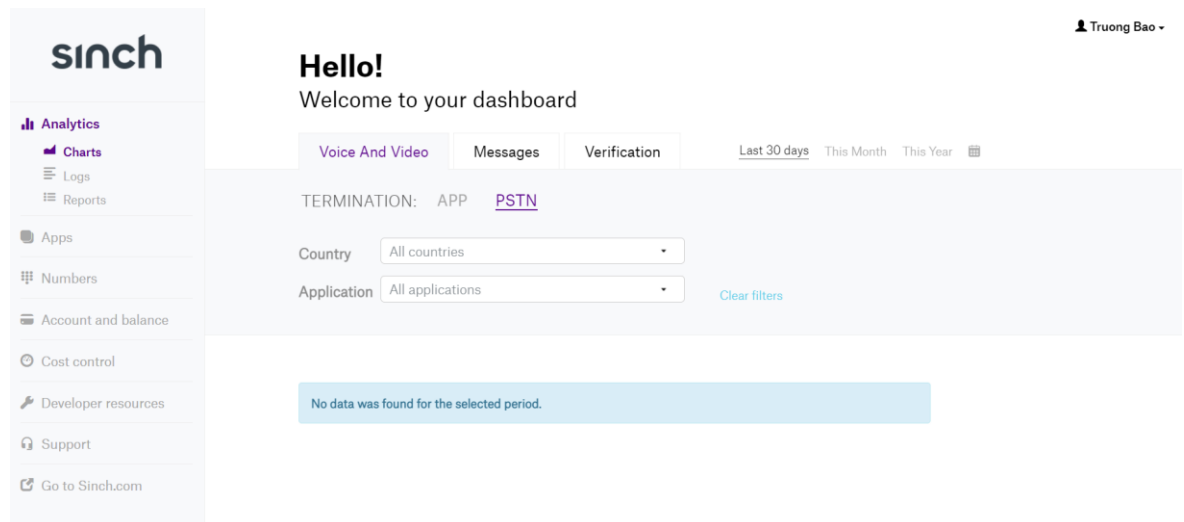 sinch
Truong Bao
Hello!
Welcome to your dashboard
Analytics
Charts
Logs
Reports
Apps
Numbers
Account and balance
Cost control
Developer resources
Support
Go to Sinch.com
Voice And Video Messages Verification Last 30 days This Month This Year
TERMINATION: APP PSTN
Country All countries
Application All applications Clear filters
No data was found for the selected period.